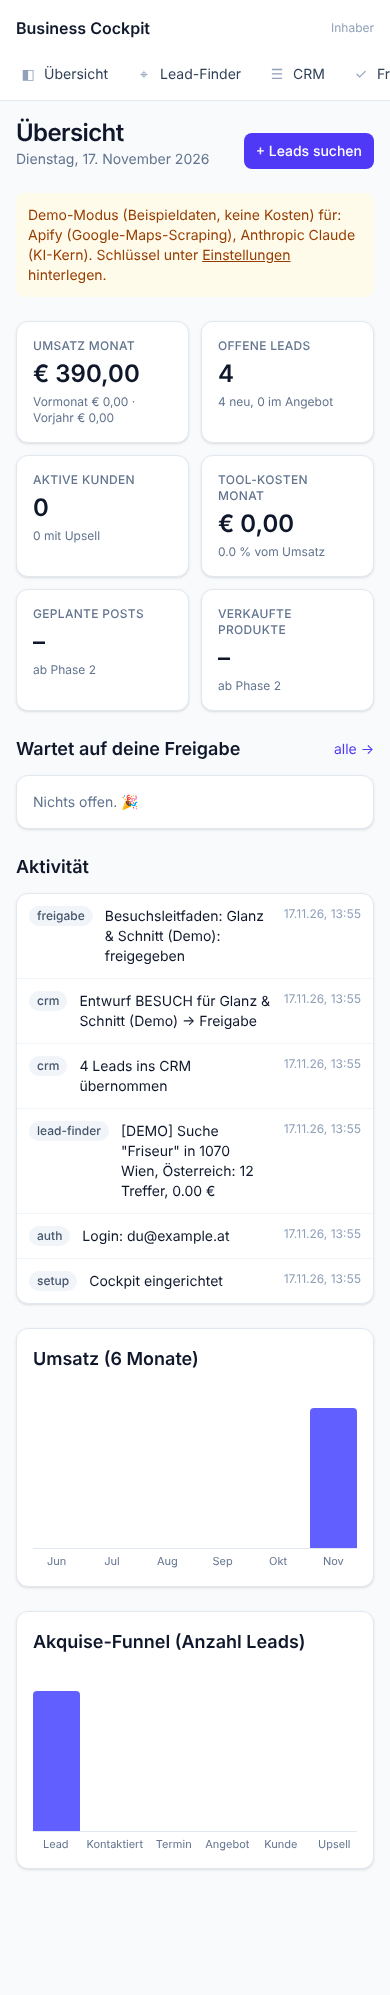 Business Cockpit
Inhaber
Übersicht
Lead-Finder
CRM
Fr
Übersicht
Dienstag, 17. November 2026
+ Leads suchen
Demo-Modus (Beispieldaten, keine Kosten) für:
Apify (Google-Maps-Scraping), Anthropic Claude
(KI-Kern). Schlüssel unter Einstellungen
hinterlegen.
UMSATZ MONAT
€ 390,00
Vormonat € 0,00 ·
Vorjahr € 0,00
OFFENE LEADS
4
4 neu, 0 im Angebot
AKTIVE KUNDEN
0
0 mit Upsell
TOOL-KOSTEN
MONAT
€ 0,00
0.0 % vom Umsatz
GEPLANTE POSTS
–
ab Phase 2
VERKAUFTE
PRODUKTE
–
ab Phase 2
Wartet auf deine Freigabe
alle →
Nichts offen. 🎉
Aktivität
freigabe
Besuchsleitfaden: Glanz
& Schnitt (Demo):
freigegeben
17.11.26, 13:55
crm
Entwurf BESUCH für Glanz &
Schnitt (Demo) → Freigabe
17.11.26, 13:55
crm
4 Leads ins CRM
übernommen
17.11.26, 13:55
lead-finder
[DEMO] Suche
"Friseur" in 1070
Wien, Österreich: 12
Treffer, 0.00 €
17.11.26, 13:55
auth
Login: du@example.at
17.11.26, 13:55
setup
Cockpit eingerichtet
17.11.26, 13:55
Umsatz (6 Monate)
Jun
Jul
Aug
Sep
Okt
Nov
Akquise-Funnel (Anzahl Leads)
Lead
Kontaktiert
Termin
Angebot
Kunde
Upsell